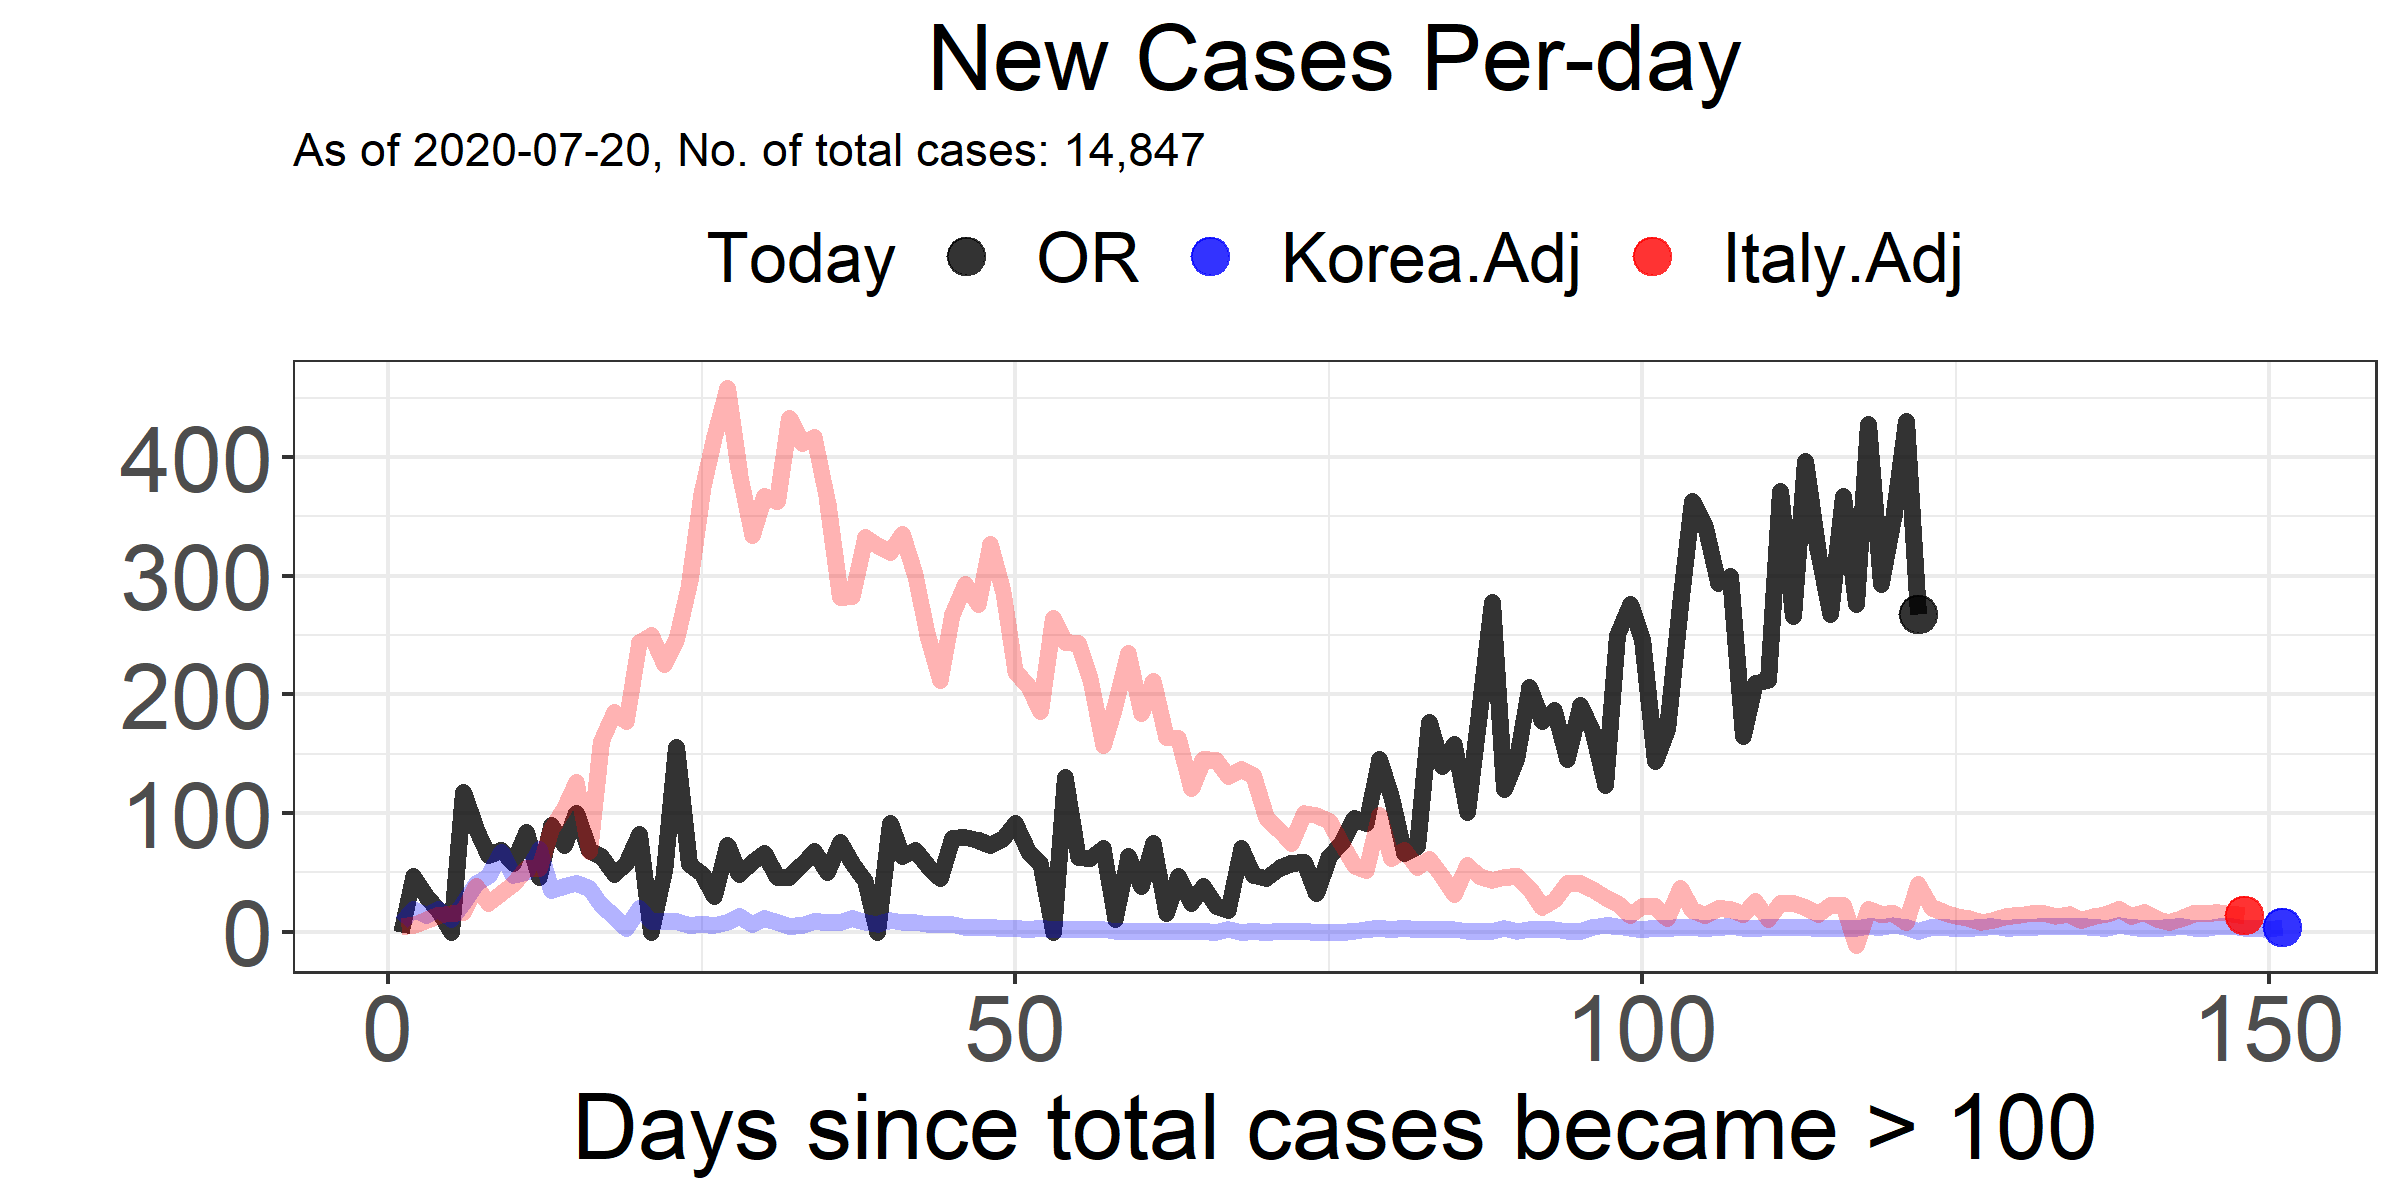 New Cases Per-day
As of 2020-07-20, No. of total cases: 14,847
Today OR Korea.Adj Italy.Adj
400
300
200
100
0
0 50 100 150
Days since total cases became > 100